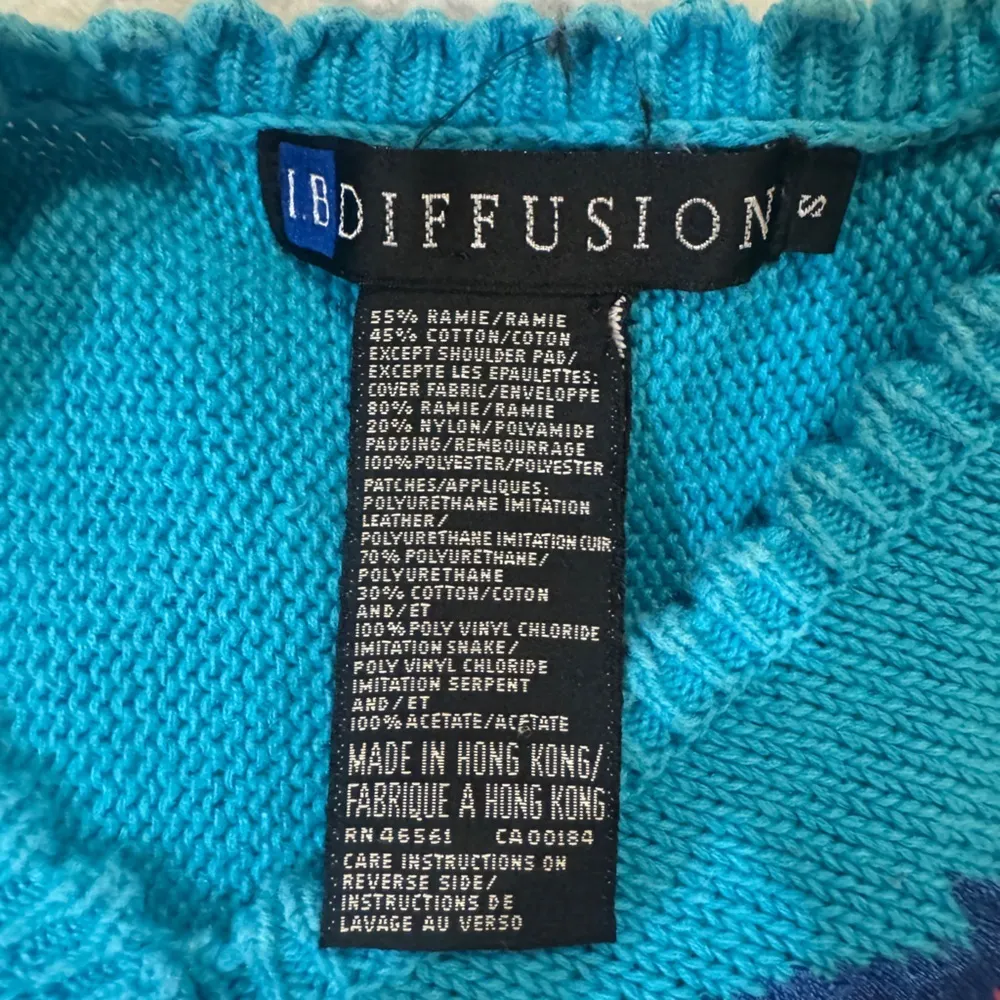 I.B DIFFUSION S
55% RAMIE/RAMIE
45% COTTON/COTON
EXCEPT SHOULDER PAD/
EXCEPTE LES EPAULETTES:
COVER FABRIC/ENVELOPPE
80% RAMIE/RAMIE
20% NYLON/POLYAMIDE
PADDING/REMBOURRAGE
100% POLYESTER/POLYESTER
PATCHES/APPLIQUES:
POLYURETHANE IMITATION
LEATHER/
POLYURETHANE IMITATION CUIR
70% POLYURETHANE/
POLYURETHANE
30% COTTON/COTON
AND/ET
100% POLY VINYL CHLORIDE
IMITATION SNAKE/
POLY VINYL CHLORIDE
IMITATION SERPENT
AND/ET
100% ACETATE/ACETATE
MADE IN HONG KONG/
FABRIQUE A HONG KONG
RN 46561 CA 00184
CARE INSTRUCTIONS ON
REVERSE SIDE/
INSTRUCTIONS DE
LAVAGE AU VERSO